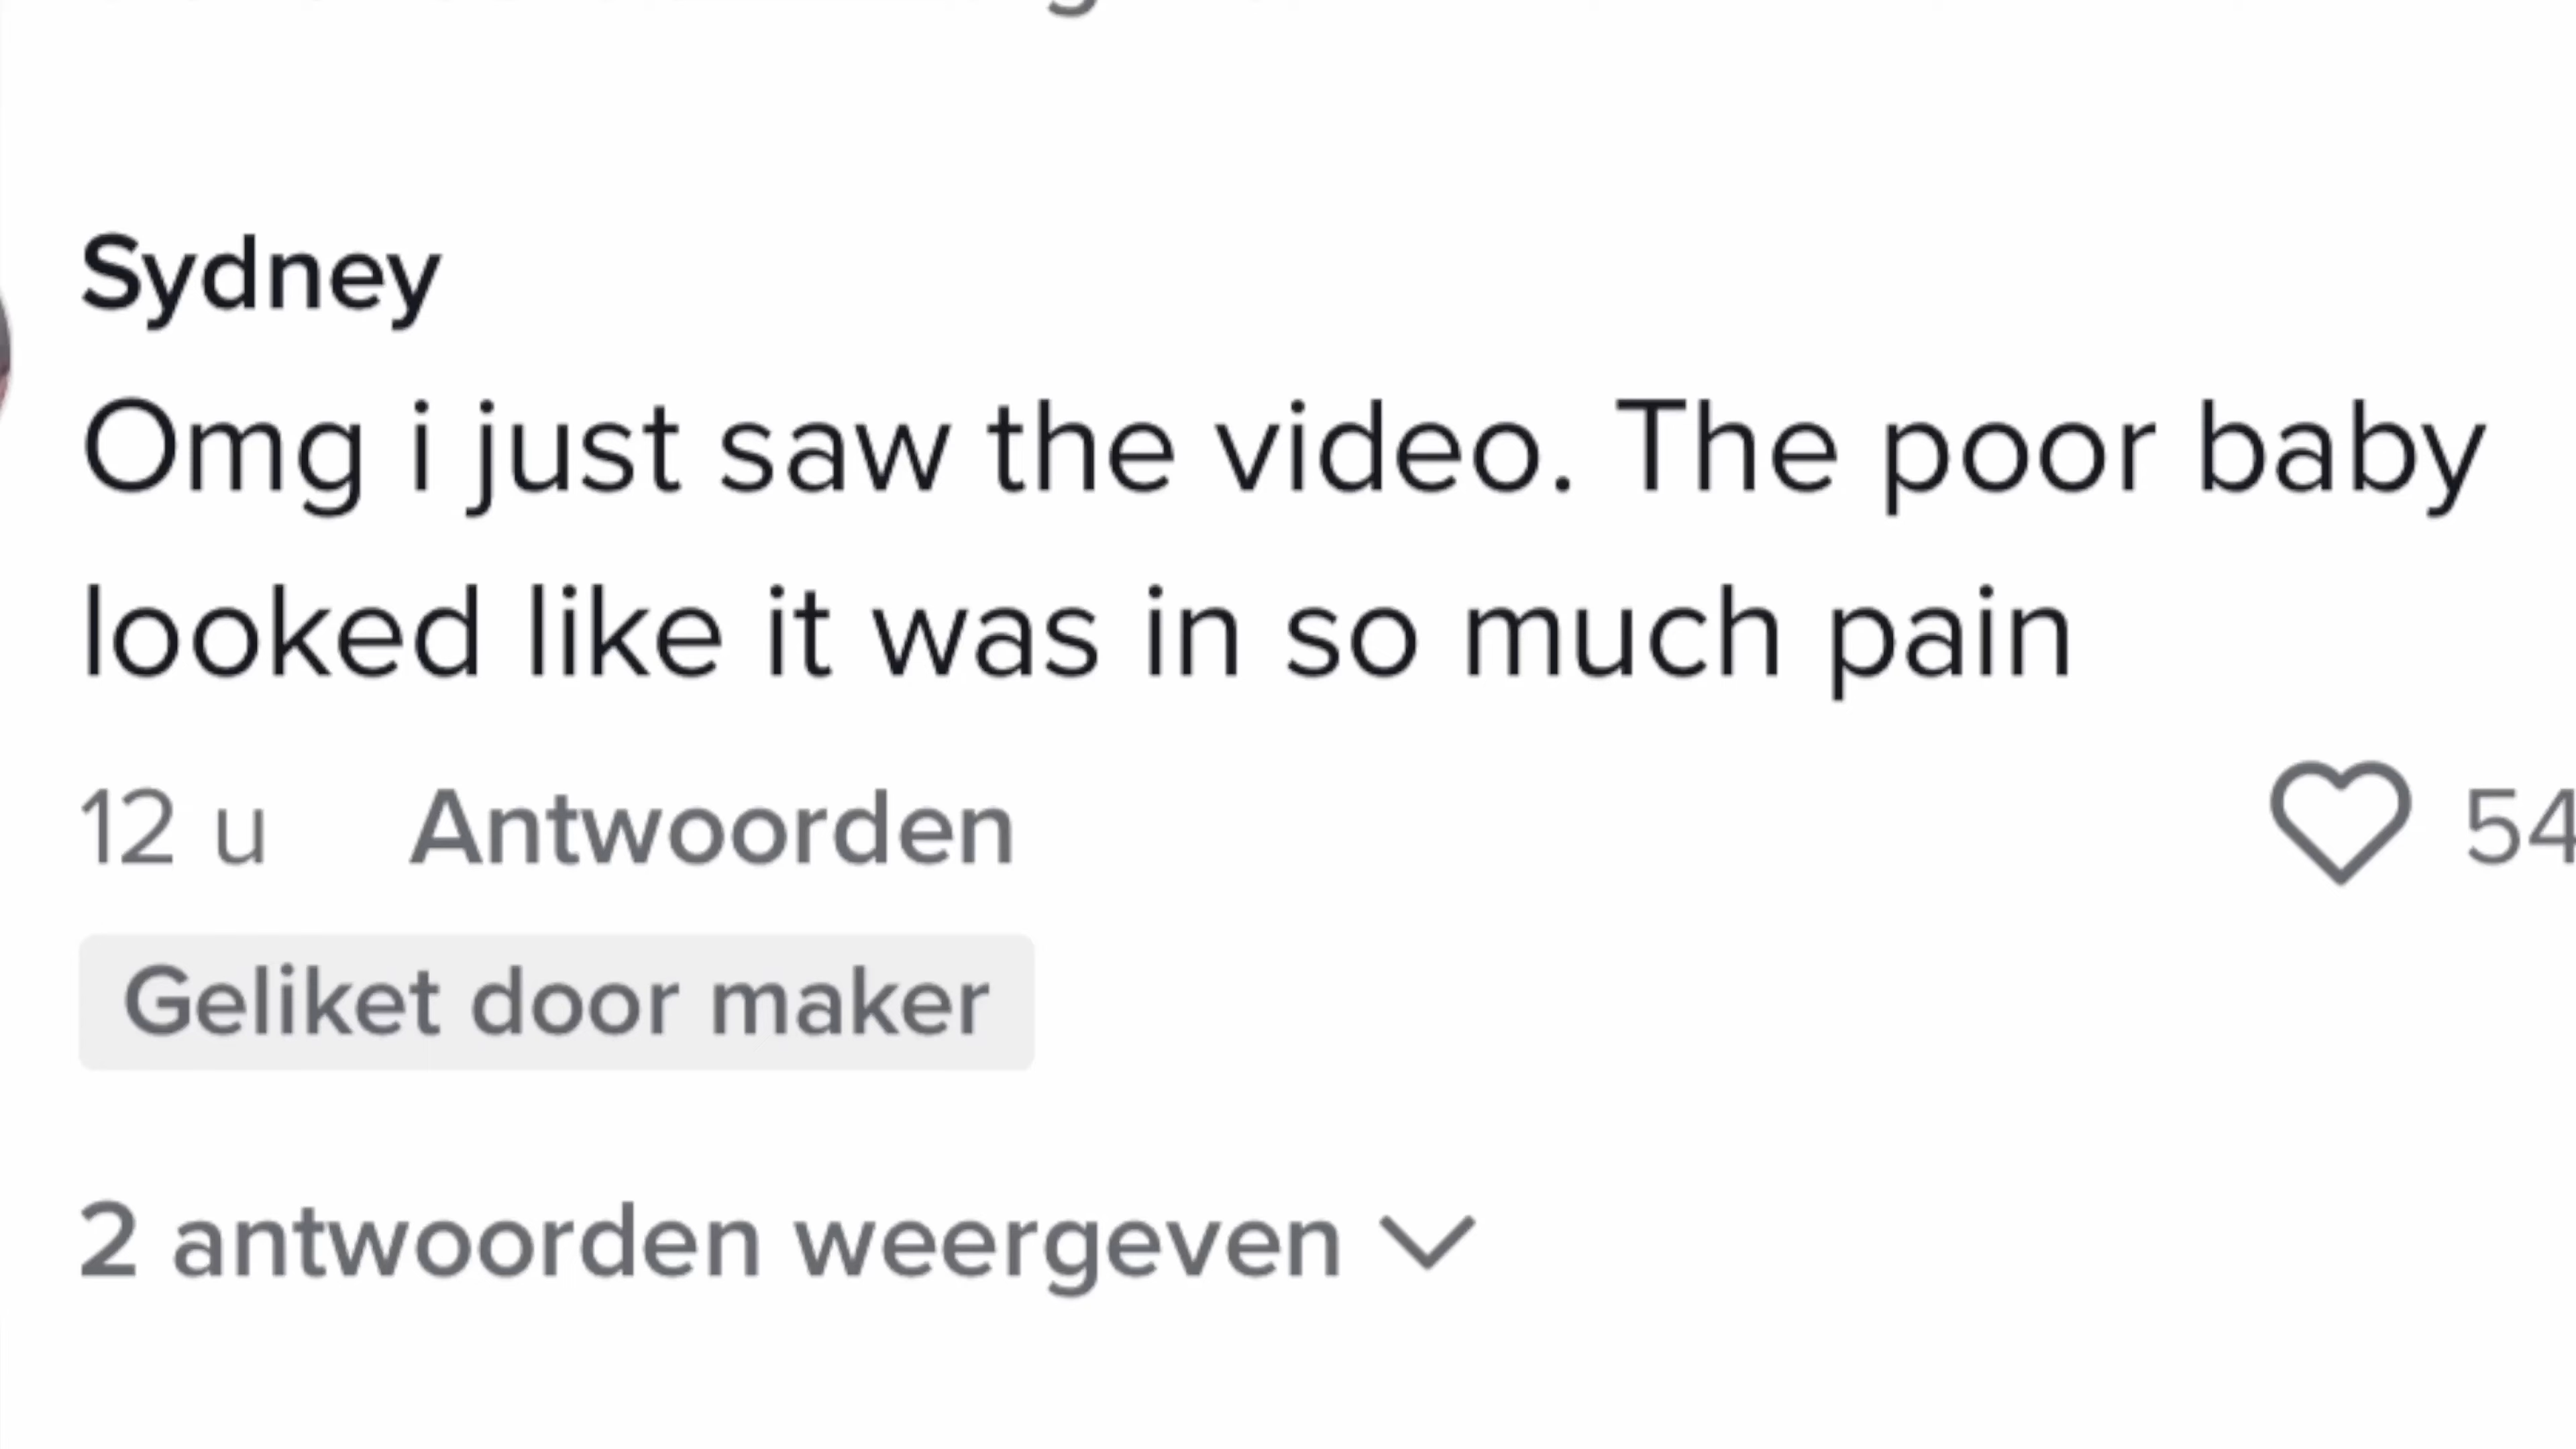 Sydney
Omg i just saw the video. The poor baby
looked like it was in so much pain
12 u Antwoorden 54
Geliket door maker
2 antwoorden weergeven